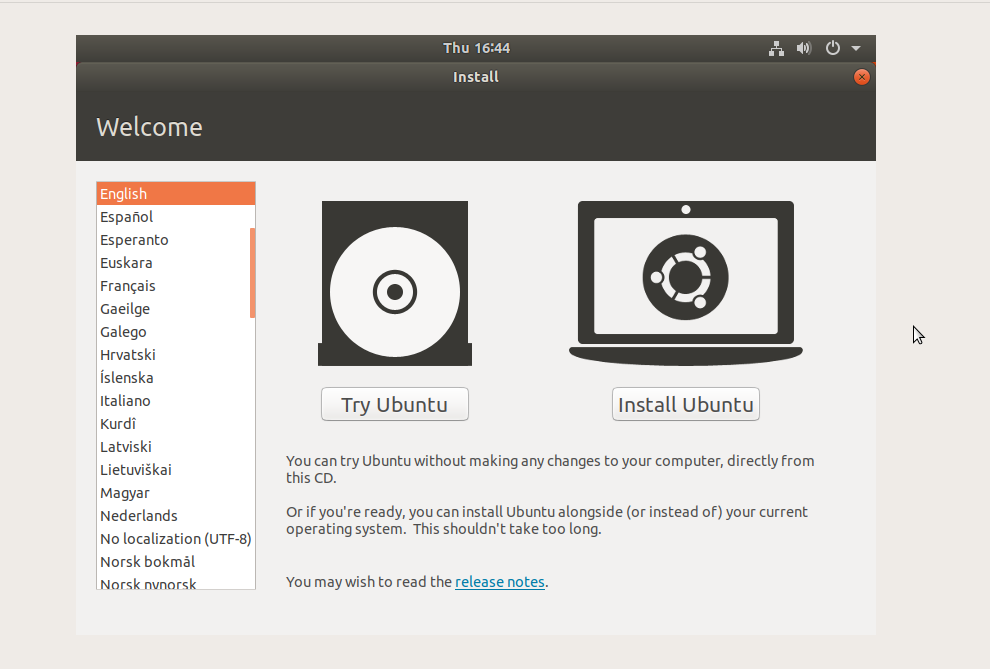 Thu 16:44
Install
Welcome
English
Español
Esperanto
Euskara
Français
Gaeilge
Galego
Hrvatski
Íslenska
Italiano
Kurdî
Latviski
Lietuviškai
Magyar
Nederlands
No localization (UTF-8)
Norsk bokmål
Norsk nynorsk
Try Ubuntu
Install Ubuntu
You can try Ubuntu without making any changes to your computer, directly from
this CD.
Or if you're ready, you can install Ubuntu alongside (or instead of) your current
operating system.  This shouldn't take too long.
You may wish to read the release notes.